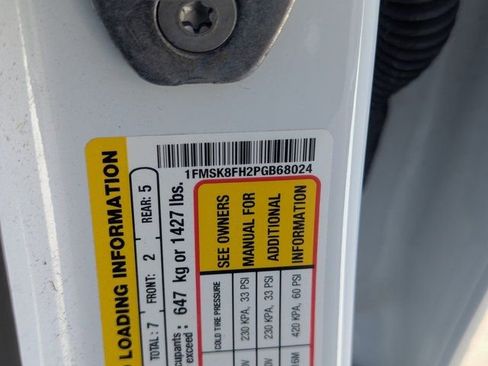 1FMSK8FH2PGB68024
LOADING INFORMATION
TOTAL: 7 FRONT: 2 REAR: 5
exceed: 647 kg or 1427 lbs.
COLD TIRE PRESSURE
230 KPA, 33 PSI
230 KPA, 33 PSI
420 KPA, 60 PSI
SEE OWNERS
MANUAL FOR
ADDITIONAL
INFORMATION